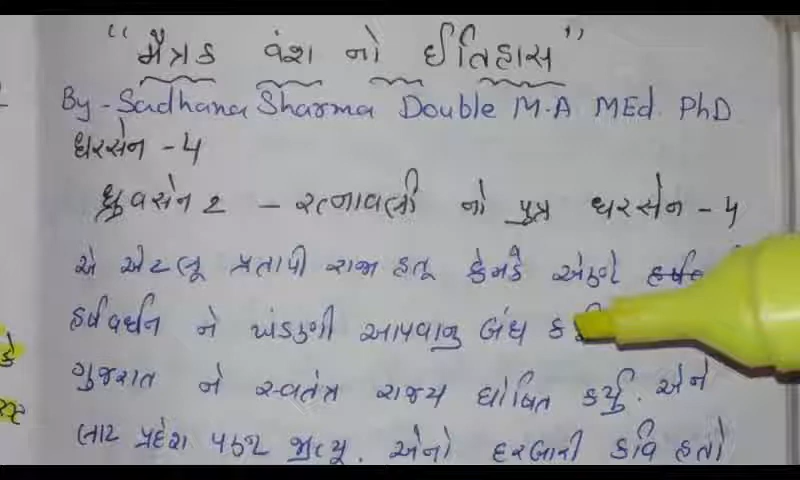 “મૈત્રક વંશ નો ઈતિહાસ”
By - Sadhana Sharma Double M.A MEd. PhD
ધરસેન - 4
ધ્રુવસેન 2 - રત્નાવલી નો પુત્ર ધરસેન - 4
એ એટલૂ પ્રતાપી રાજા હતૂ કેમકે એણે
હર્ષવર્ધન ને ખંડણી આપવાનુ બંધ
ગુજરાત ને સ્વતંત્ર રાજ્ય ઘોષિત કર્યુ. એને
લાટ પ્રદેશ પણ જીત્યૂ. એનો દરબારી કવિ હતો